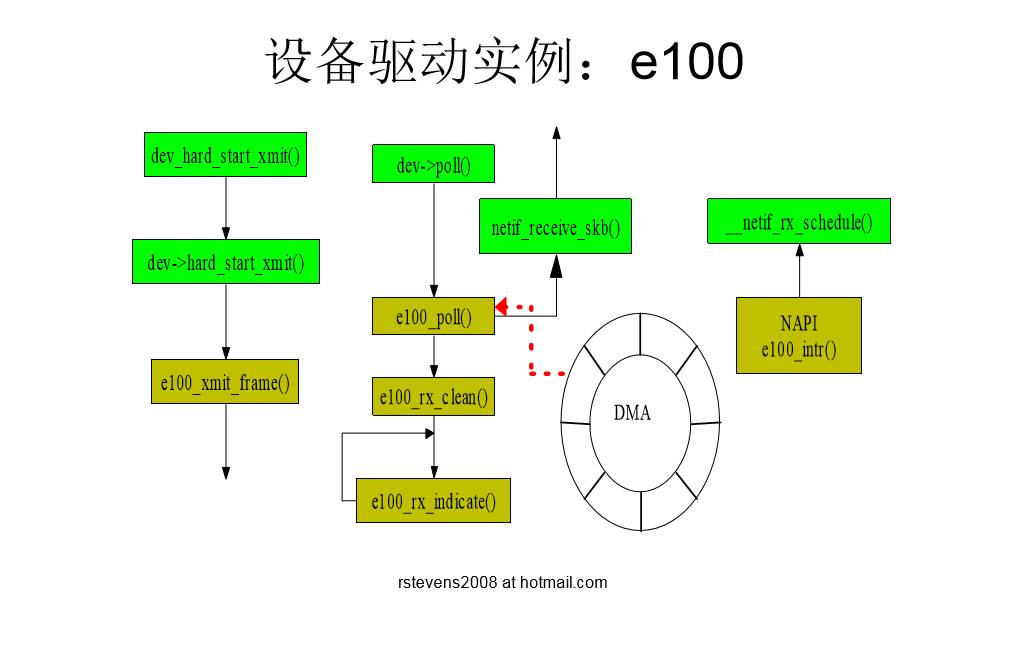 设备驱动实例：e100
dev_hard_start_xmit()
dev->hard_start_xmit()
e100_xmit_frame()
dev->poll()
netif_receive_skb()
e100_poll()
e100_rx_clean()
e100_rx_indicate()
DMA
__netif_rx_schedule()
NAPI
e100_intr()
rstevens2008 at hotmail.com